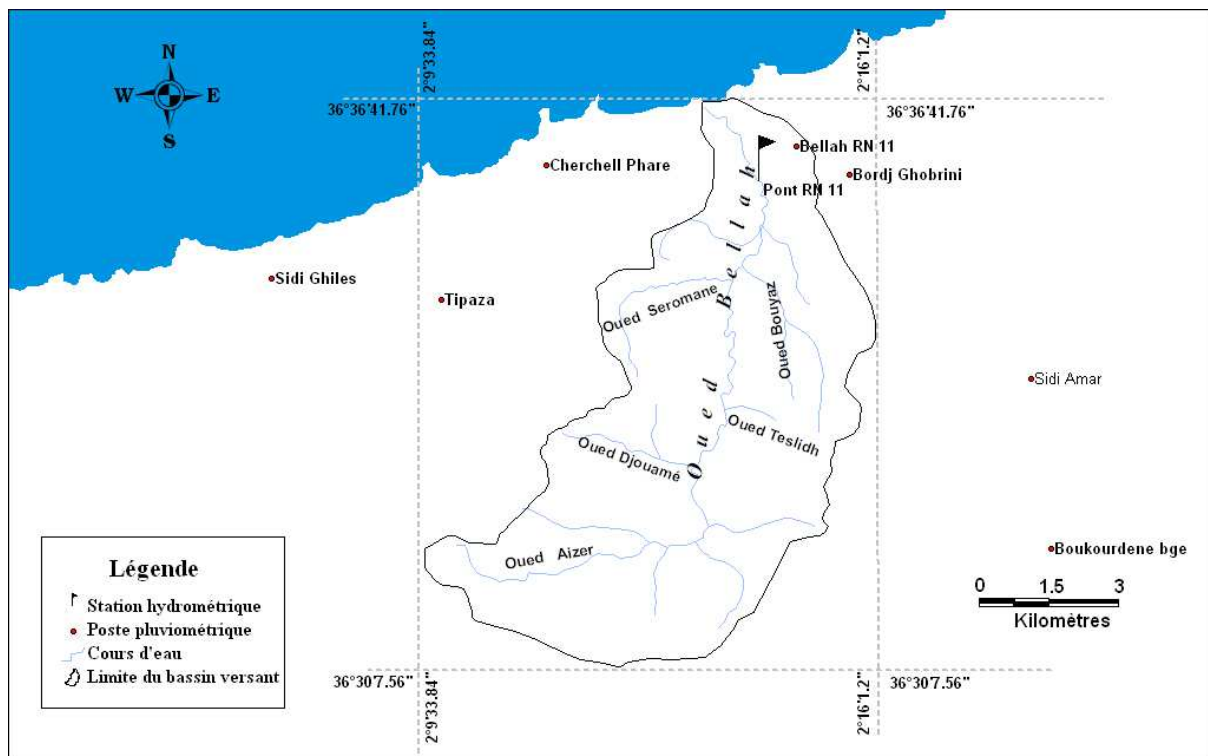 N
W E
S
2°9'33.84"
2°16'1.2"
36°36'41.76"
36°36'41.76"
Bellah RN 11
Cherchell Phare
Bordj Ghobrini
Pont RN 11
Sidi Ghiles
Tipaza
Oued Seromane
Oued Bouyaz
Oued Bellah
Sidi Amar
Oued Teslidh
Oued Djouamé
Oued Aizer
Boukourdene bge
Légende
Station hydrométrique
Poste pluviométrique
Cours d'eau
Limite du bassin versant
0 1.5 3
Kilomètres
36°30'7.56"
36°30'7.56"
2°9'33.84"
2°16'1.2"